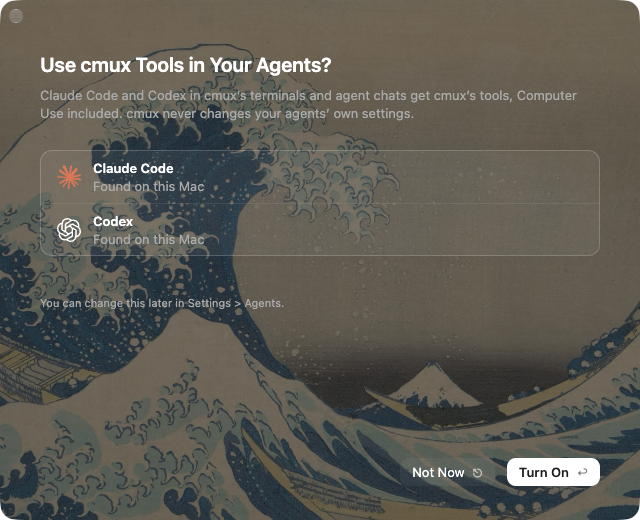 Use cmux Tools in Your Agents?
Claude Code and Codex in cmux’s terminals and agent chats get cmux’s tools, Computer
Use included. cmux never changes your agents’ own settings.
Claude Code
Found on this Mac
Codex
Found on this Mac
You can change this later in Settings > Agents.
Not Now
Turn On